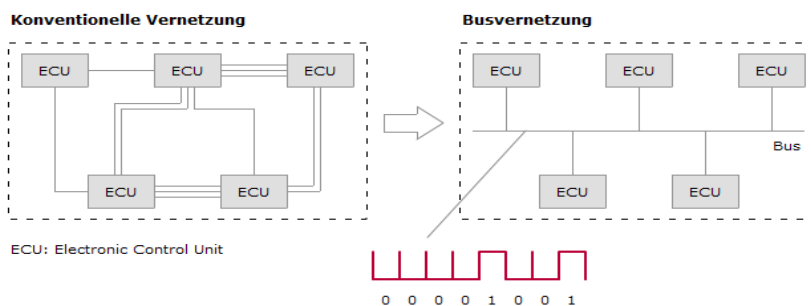 Konventionelle Vernetzung
ECU
ECU
ECU
ECU
ECU
ECU: Electronic Control Unit
Busvernetzung
ECU
ECU
ECU
Bus
ECU
ECU
0 0 0 0 1 0 0 1